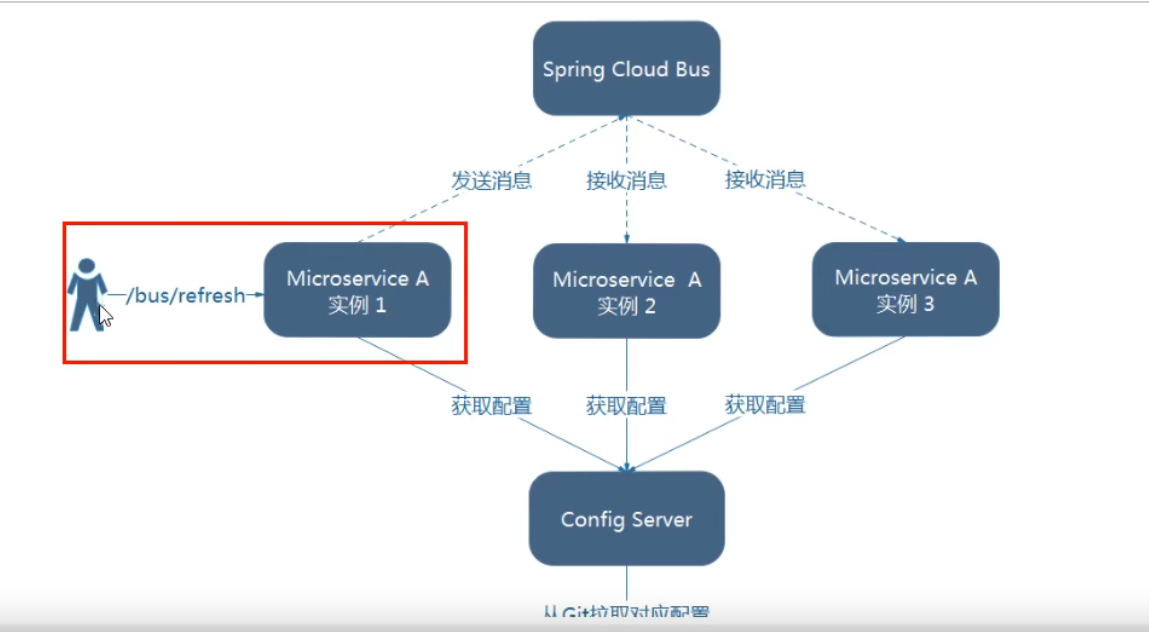 Spring Cloud Bus
发送消息
接收消息
接收消息
/bus/refresh
Microservice A
实例 1
Microservice A
实例 2
Microservice A
实例 3
获取配置
获取配置
获取配置
Config Server
从Git拉取对应配置